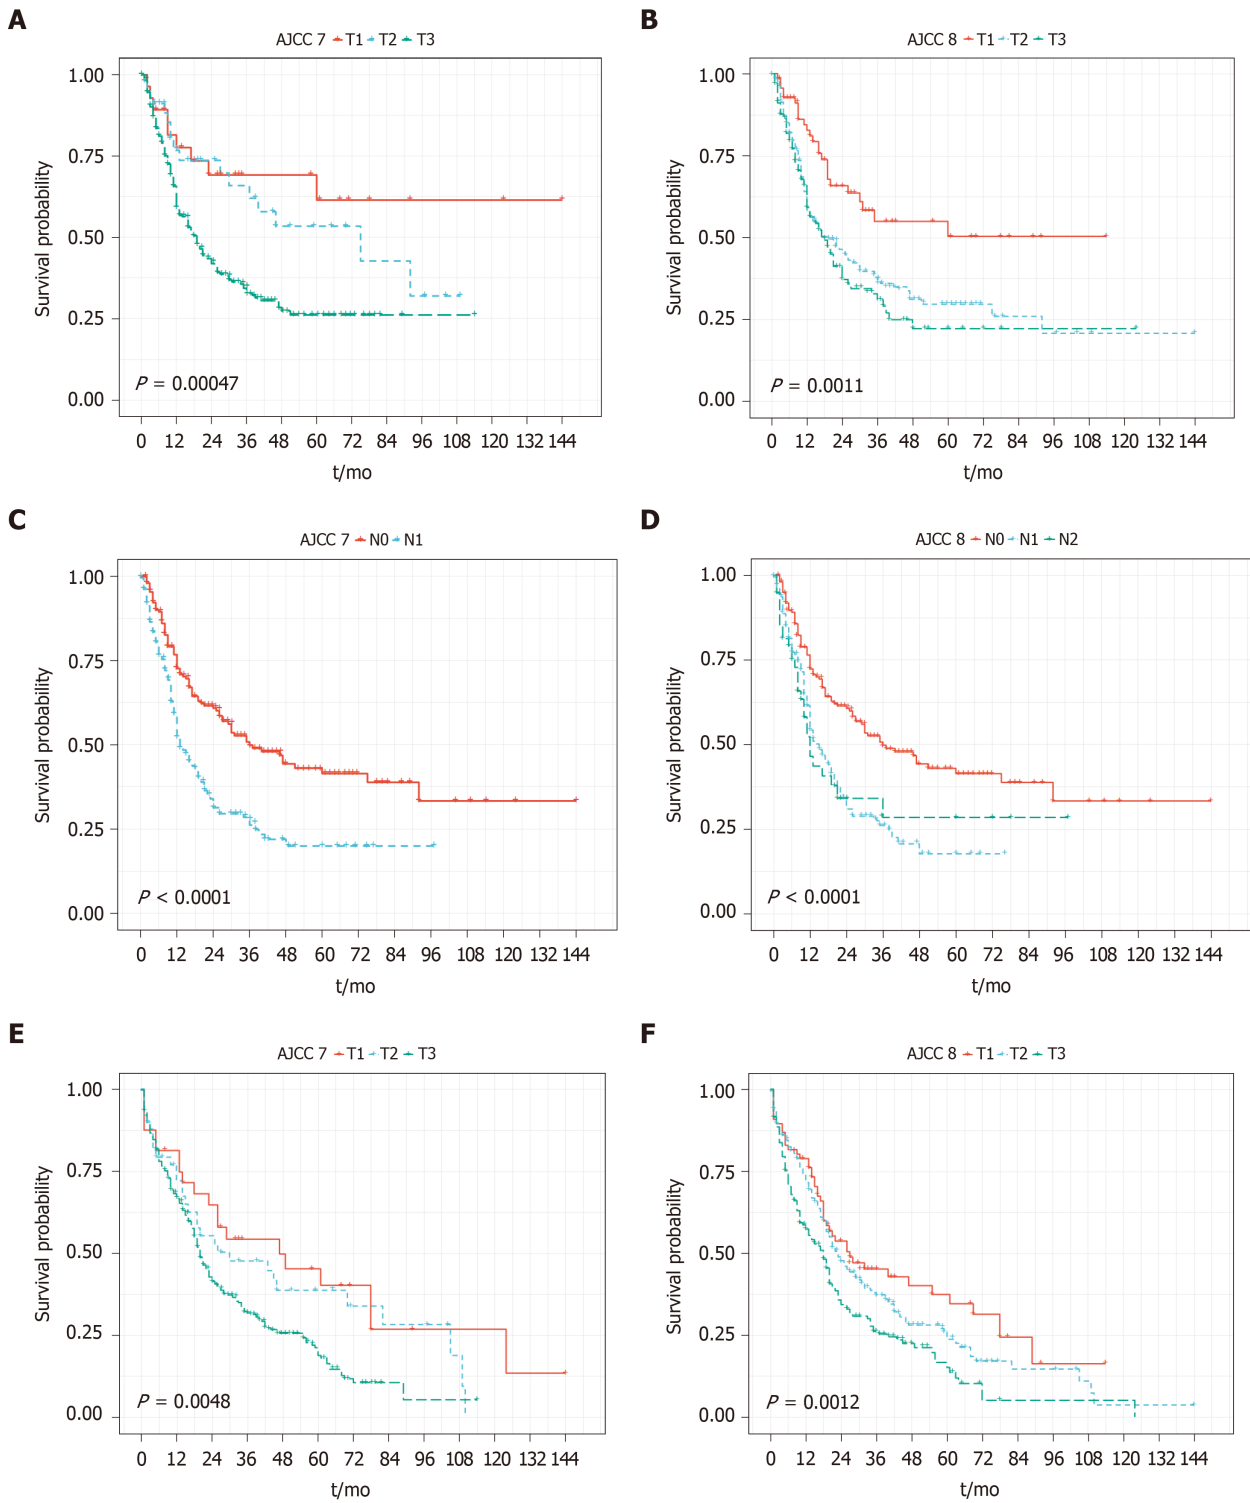 A
AJCC 7 T1 T2 T3
1.00
0.75
0.50
0.25
0.00
Survival probability
P = 0.00047
0 12 24 36 48 60 72 84 96 108 120 132 144
t/mo
B
AJCC 8 T1 T2 T3
1.00
0.75
0.50
0.25
0.00
Survival probability
P = 0.0011
0 12 24 36 48 60 72 84 96 108 120 132 144
t/mo
C
AJCC 7 N0 N1
1.00
0.75
0.50
0.25
0.00
Survival probability
P < 0.0001
0 12 24 36 48 60 72 84 96 108 120 132 144
t/mo
D
AJCC 8 N0 N1 N2
1.00
0.75
0.50
0.25
0.00
Survival probability
P < 0.0001
0 12 24 36 48 60 72 84 96 108 120 132 144
t/mo
E
AJCC 7 T1 T2 T3
1.00
0.75
0.50
0.25
0.00
Survival probability
P = 0.0048
0 12 24 36 48 60 72 84 96 108 120 132 144
t/mo
F
AJCC 8 T1 T2 T3
1.00
0.75
0.50
0.25
0.00
Survival probability
P = 0.0012
0 12 24 36 48 60 72 84 96 108 120 132 144
t/mo